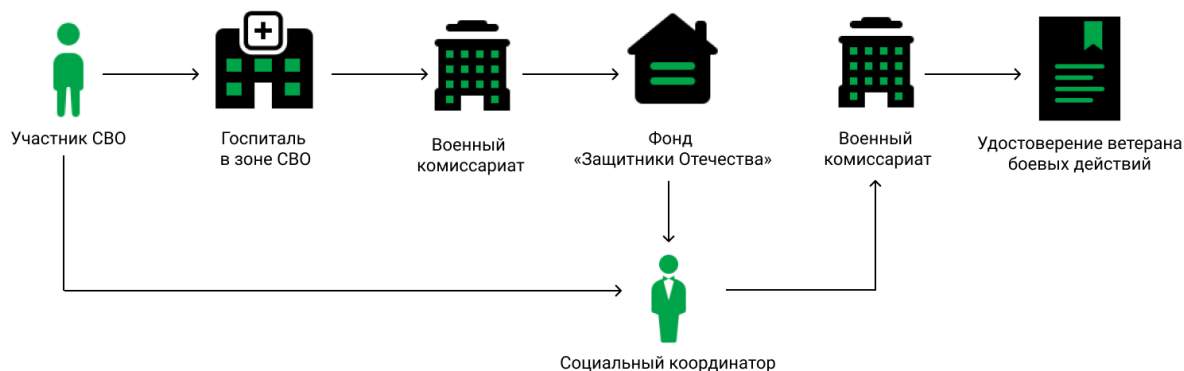 Участник СВО
Госпиталь
в зоне СВО
Военный
комиссариат
Фонд
«Защитники Отечества»
Военный
комиссариат
Удостоверение ветерана
боевых действий
Социальный координатор